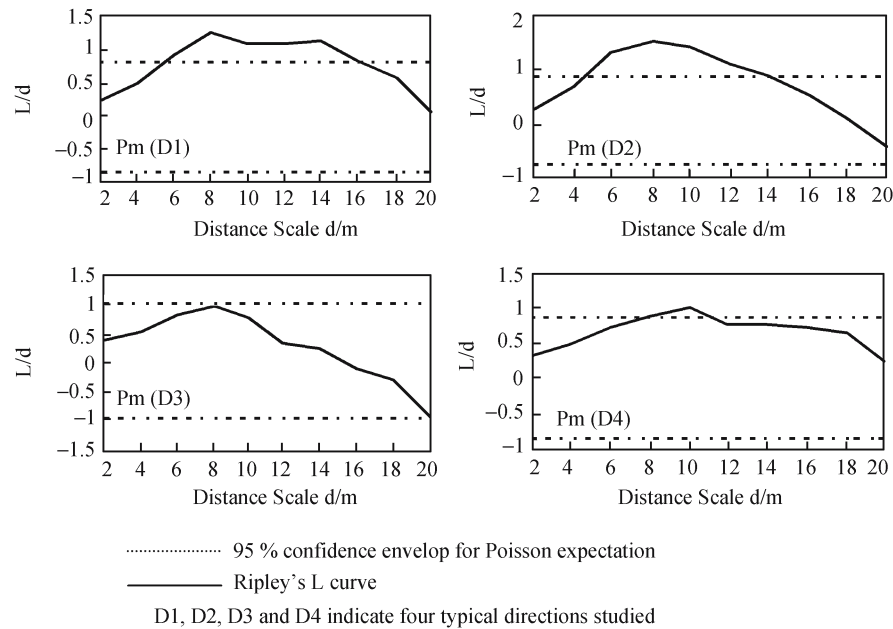 1.5
1
0.5
0
−0.5
−1
L/d
Pm (D1)
2 4 6 8 10 12 14 16 18 20
Distance Scale d/m
2
1
0
−1
L/d
Pm (D2)
2 4 6 8 10 12 14 16 18 20
Distance Scale d/m
1.5
1
0.5
0
−0.5
−1
−1.5
L/d
Pm (D3)
2 4 6 8 10 12 14 16 18 20
Distance Scale d/m
1.5
1
0.5
0
−0.5
−1
L/d
Pm (D4)
2 4 6 8 10 12 14 16 18 20
Distance Scale d/m
95 % confidence envelop for Poisson expectation
Ripley's L curve
D1, D2, D3 and D4 indicate four typical directions studied